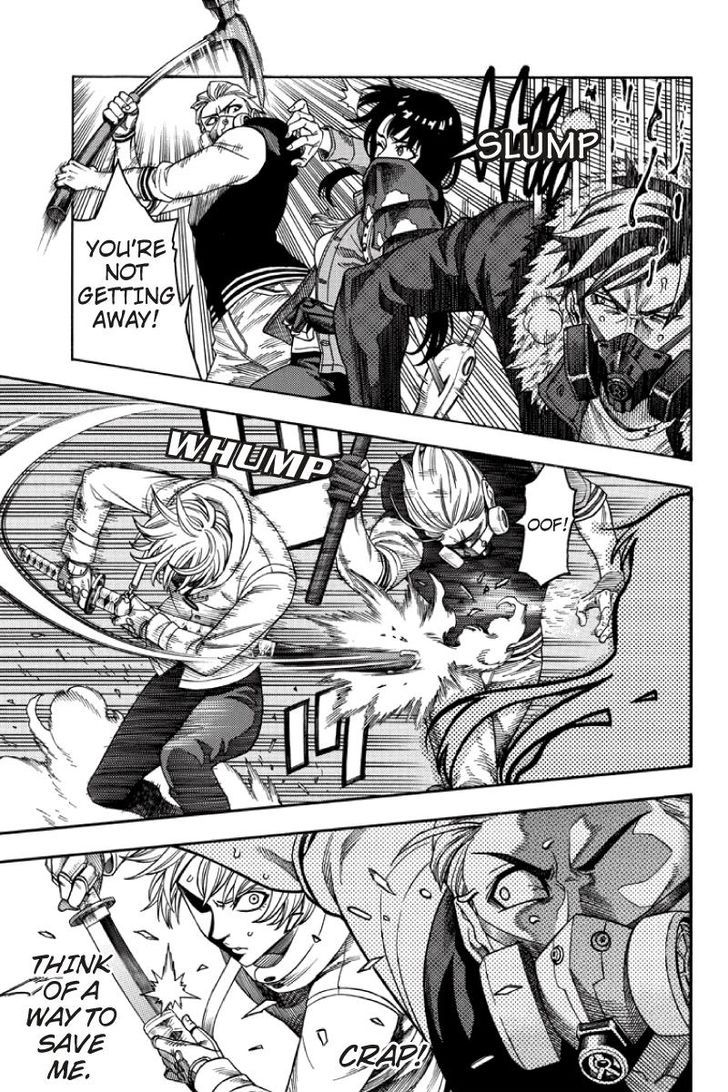 SLUMP
YOU'RE
NOT
GETTING
AWAY!
OOF!
WHUMP
CRAP!
THINK
OF A
WAY TO
SAVE
ME.